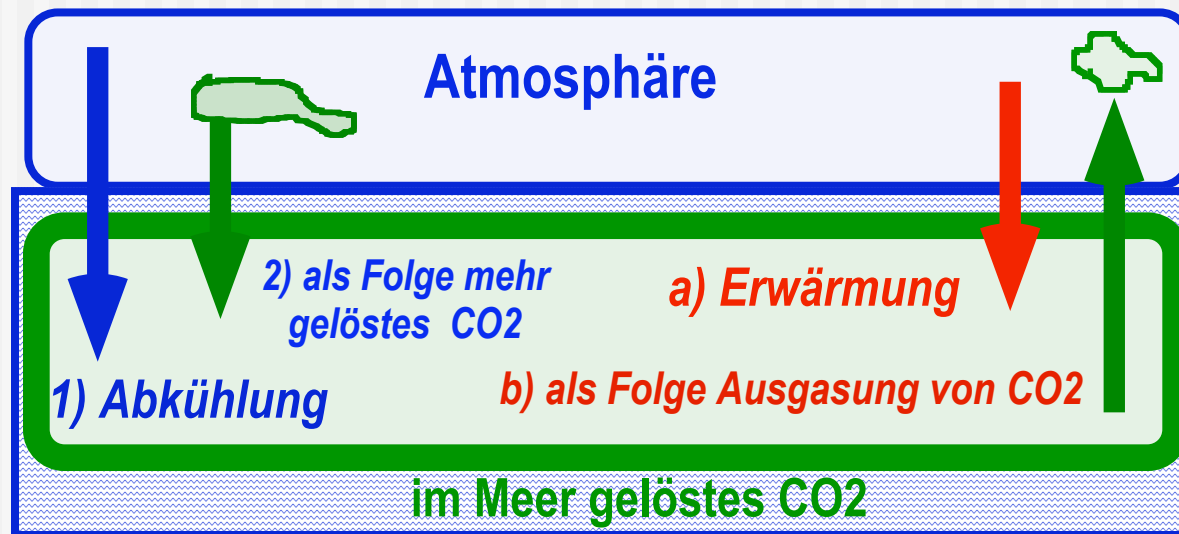 Atmosphäre
2) als Folge mehr
gelöstes CO2
a) Erwärmung
1) Abkühlung
b) als Folge Ausgasung von CO2
im Meer gelöstes CO2